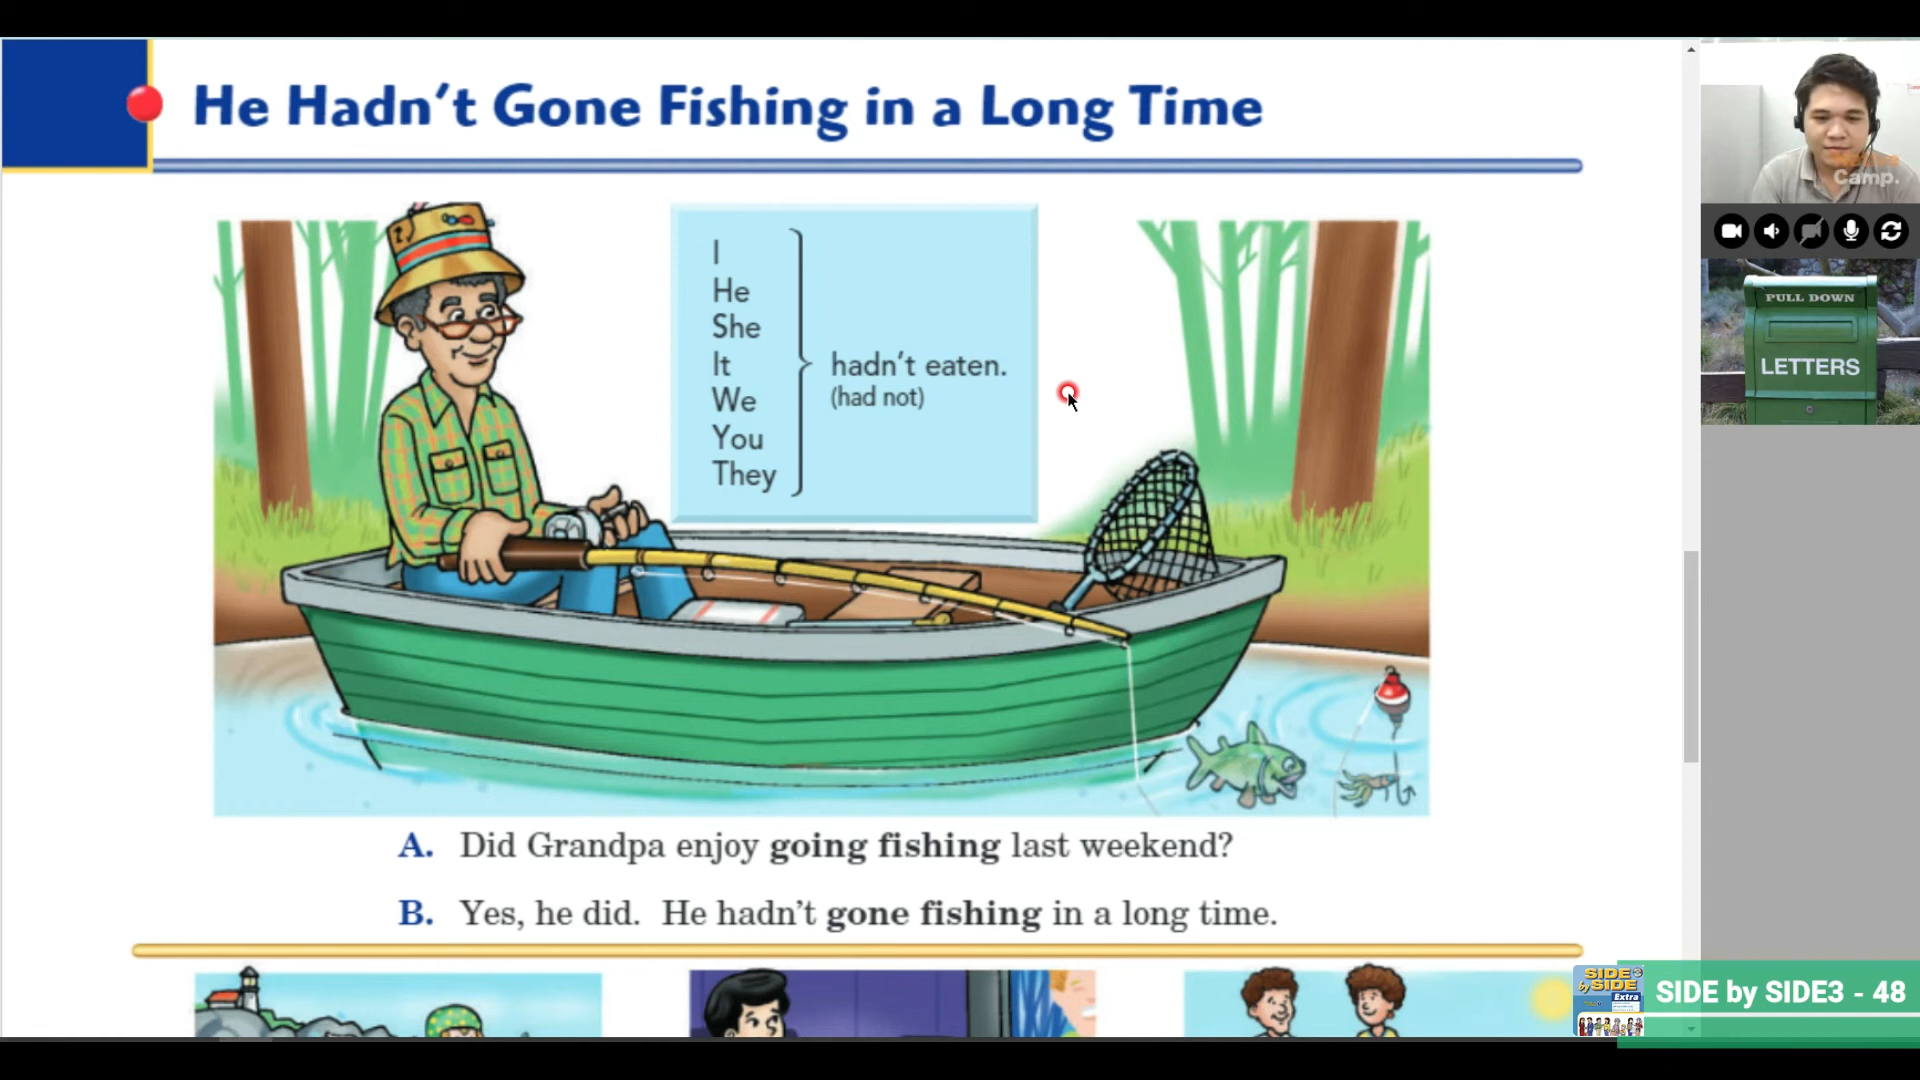 He Hadn't Gone Fishing in a Long Time
I
He
She
It
We
You
They
hadn't eaten.
(had not)
A. Did Grandpa enjoy going fishing last weekend?
B. Yes, he did. He hadn't gone fishing in a long time.
Camp.
PULL DOWN
LETTERS
SIDE
by SIDE
Extra
SIDE by SIDE3 - 48